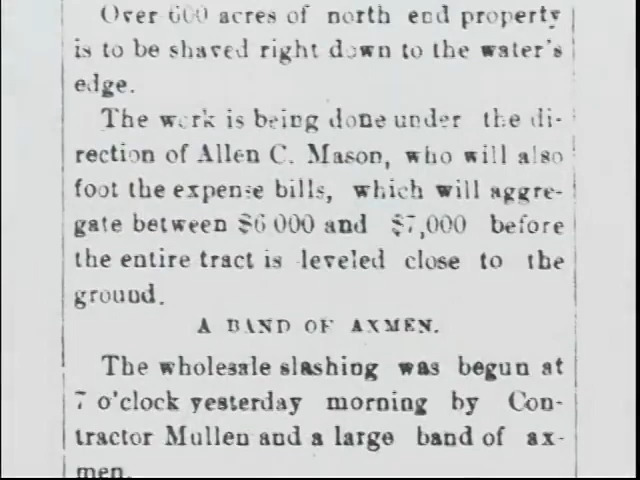 Over 600 acres of north end property
is to be shaved right down to the water's
edge.
The work is being done under the di-
rection of Allen C. Mason, who will also
foot the expense bills, which will aggre-
gate between $6 000 and $7,000 before
the entire tract is leveled close to the
ground.
A BAND OF AXMEN.
The wholesale slashing was begun at
7 o'clock yesterday morning by Con-
tractor Mullen and a large band of ax-
men.